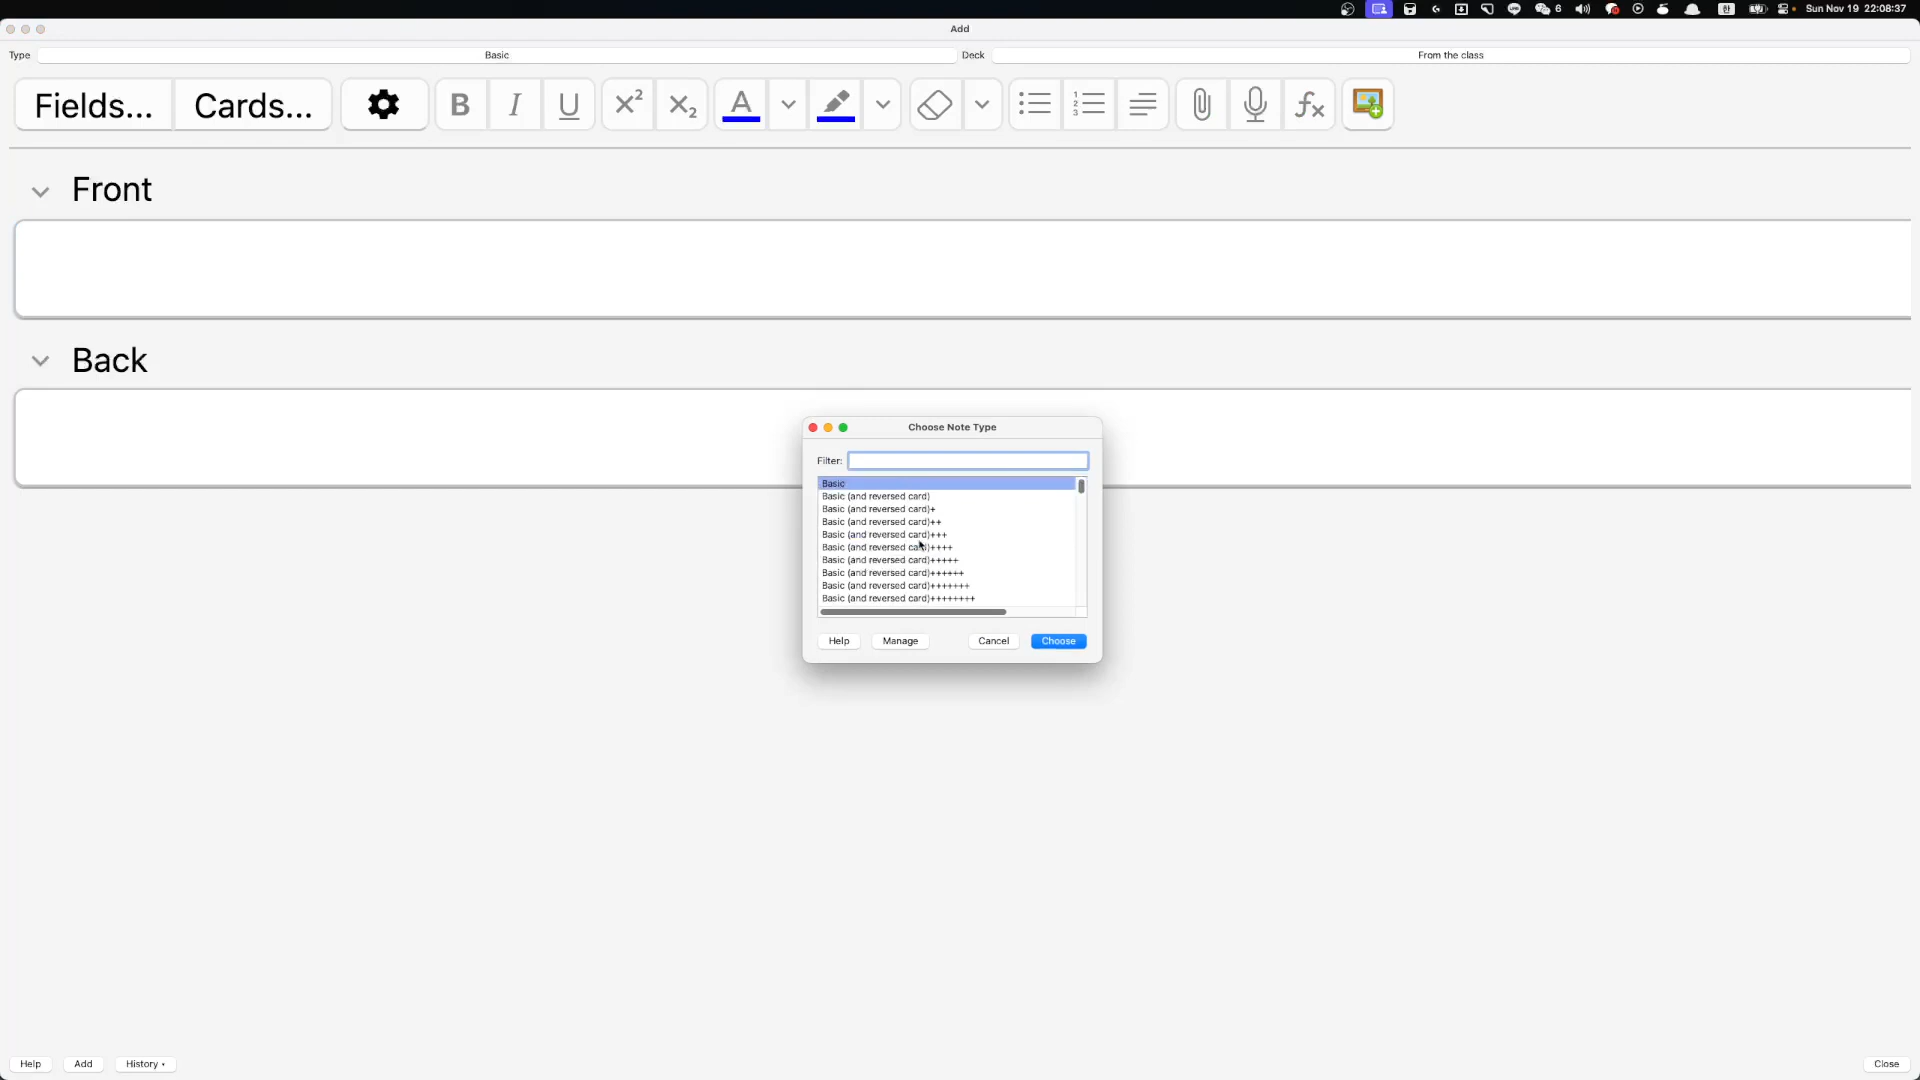 6
한
Sun Nov 19 22:08:37
Add
Type
Basic
Deck
From the class
Fields...
Cards...
B
I
U
Front
Back
Choose Note Type
Filter:
Basic
Basic (and reversed card)
Basic (and reversed card)+
Basic (and reversed card)++
Basic (and reversed card)+++
Basic (and reversed card)++++
Basic (and reversed card)+++++
Basic (and reversed card)++++++
Basic (and reversed card)+++++++
Basic (and reversed card)++++++++
Help
Manage
Cancel
Choose
Help
Add
History
Close